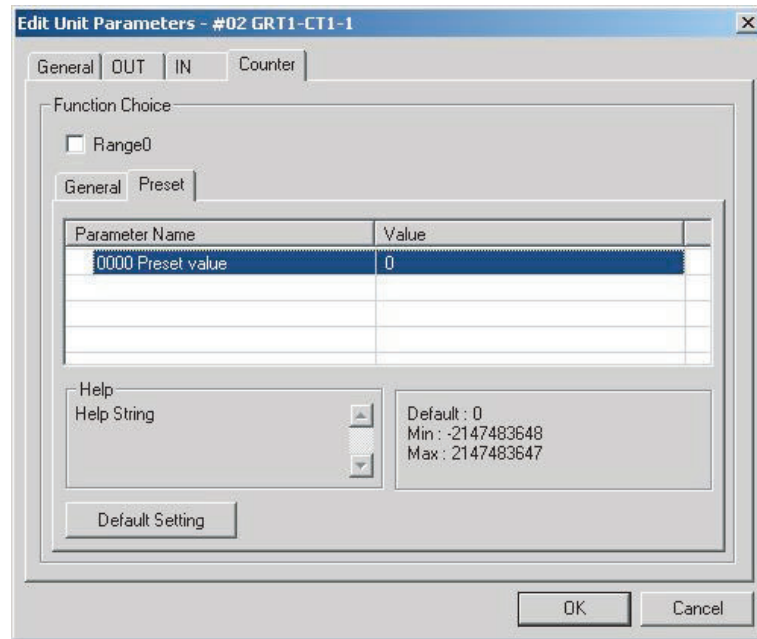 Edit Unit Parameters - #02 GRT1-CT1-1
General OUT IN Counter
Function Choice
Range0
General Preset
Parameter Name Value
0000 Preset value 0
Help
Help String
Default : 0
Min : -2147483648
Max : 2147483647
Default Setting
OK Cancel